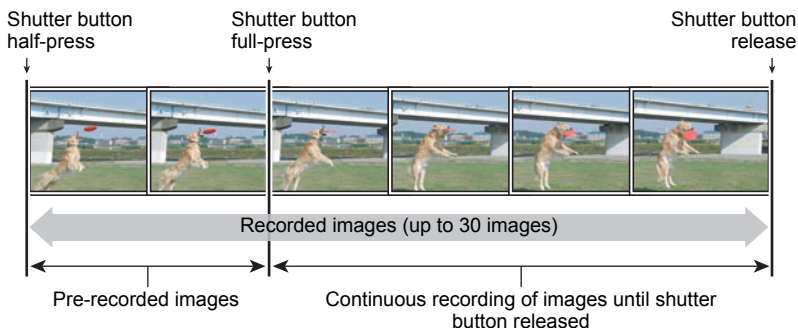 Shutter button
half-press
Shutter button
full-press
Shutter button
release
Recorded images (up to 30 images)
Pre-recorded images
Continuous recording of images until shutter
button released